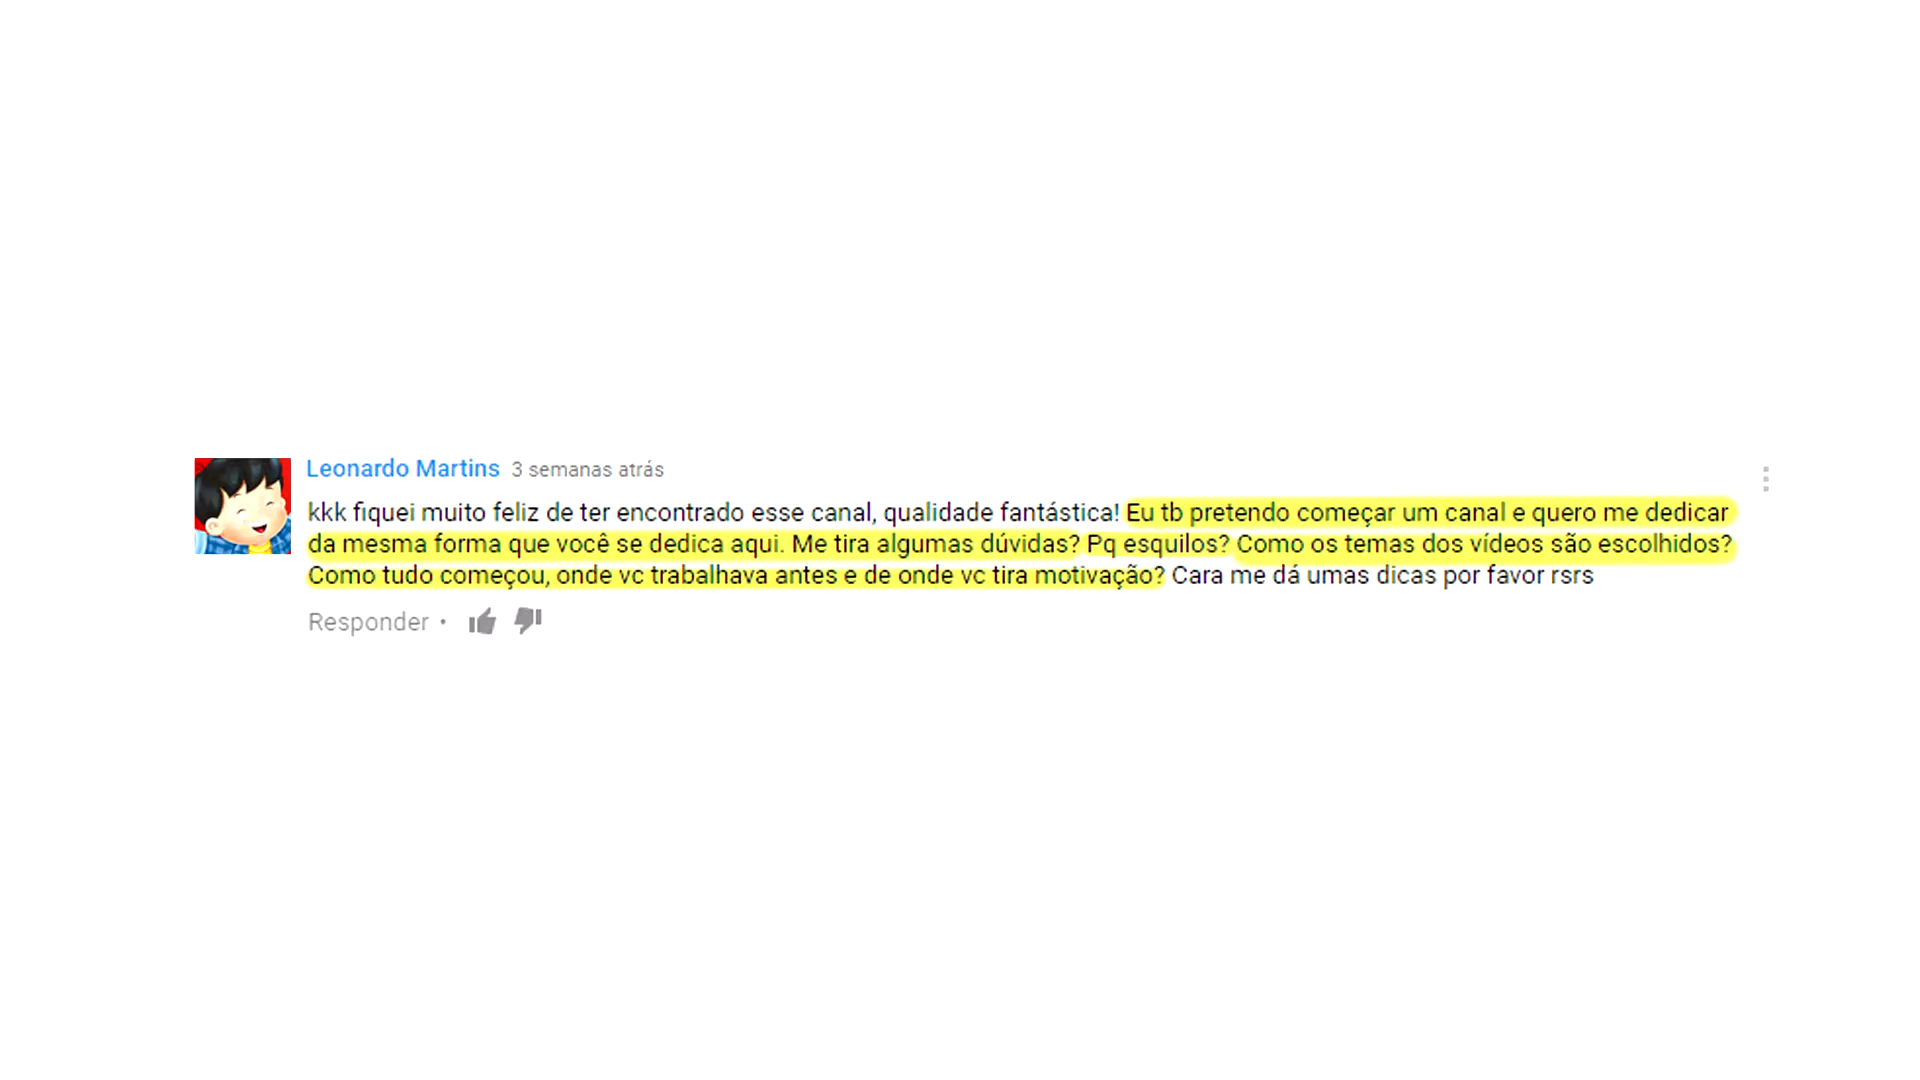 Leonardo Martins 3 semanas atrás
kkk fiquei muito feliz de ter encontrado esse canal, qualidade fantástica! Eu tb pretendo começar um canal e quero me dedicar
da mesma forma que você se dedica aqui. Me tira algumas dúvidas? Pq esquilos? Como os temas dos vídeos são escolhidos?
Como tudo começou, onde vc trabalhava antes e de onde vc tira motivação? Cara me dá umas dicas por favor rsrs
Responder •